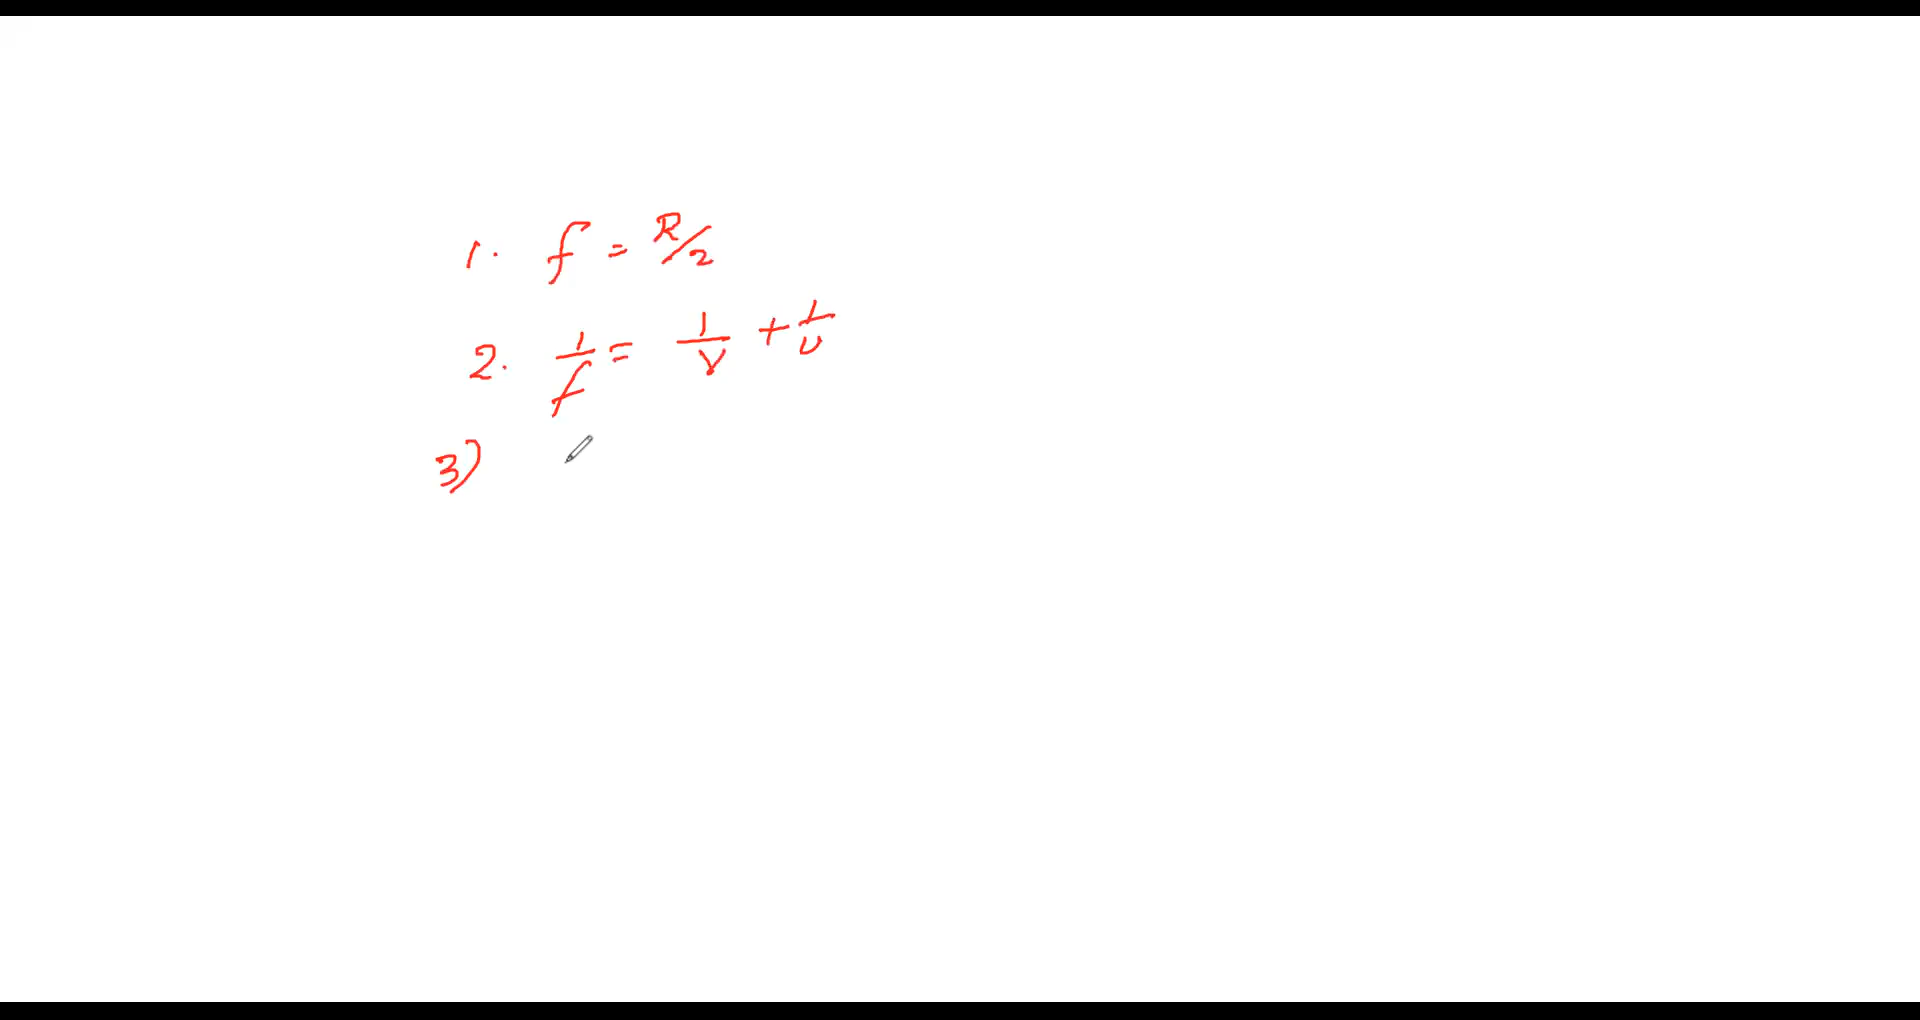 1. f = R/2
2. 1/f = 1/v + 1/u
3)